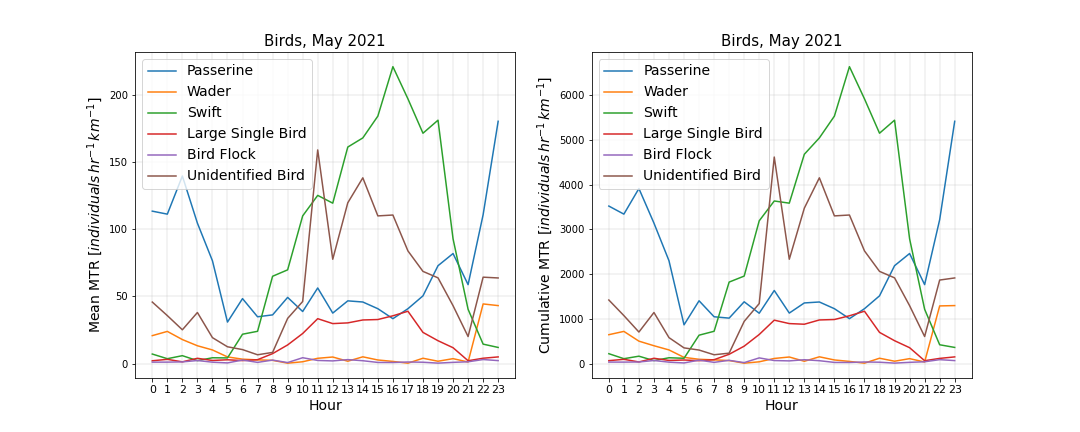 Birds, May 2021
Mean MTR [individuals hr⁻¹ km⁻¹]
200
150
100
50
0
Passerine
Wader
Swift
Large Single Bird
Bird Flock
Unidentified Bird
0 1 2 3 4 5 6 7 8 9 10 11 12 13 14 15 16 17 18 19 20 21 22 23
Hour
Birds, May 2021
Cumulative MTR [individuals hr⁻¹ km⁻¹]
6000
5000
4000
3000
2000
1000
0
Passerine
Wader
Swift
Large Single Bird
Bird Flock
Unidentified Bird
0 1 2 3 4 5 6 7 8 9 10 11 12 13 14 15 16 17 18 19 20 21 22 23
Hour